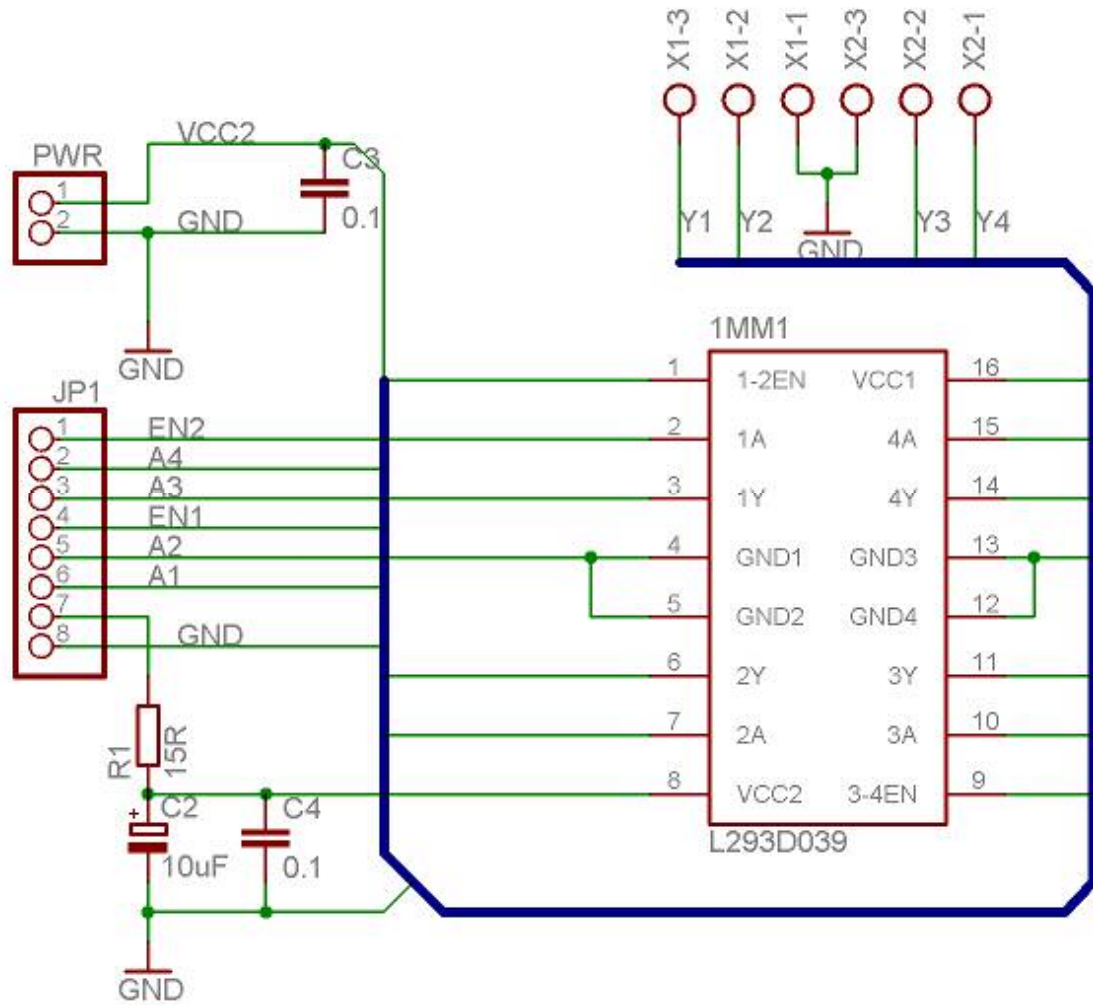 X1-3
X1-2
X1-1
X2-3
X2-2
X2-1
VCC2
PWR
C3
1
0.1
2
GND
Y1
Y2
Y3
Y4
GND
GND
1MM1
1
1-2EN
VCC1
16
JP1
1
EN2
2
1A
4A
15
2
A4
3
A3
3
1Y
4Y
14
4
EN1
5
A2
4
GND1
GND3
13
6
A1
5
GND2
GND4
12
7
8
GND
6
2Y
3Y
11
R1
15R
7
2A
3A
10
+
C2
C4
8
VCC2
3-4EN
9
10uF
0.1
L293D039
GND